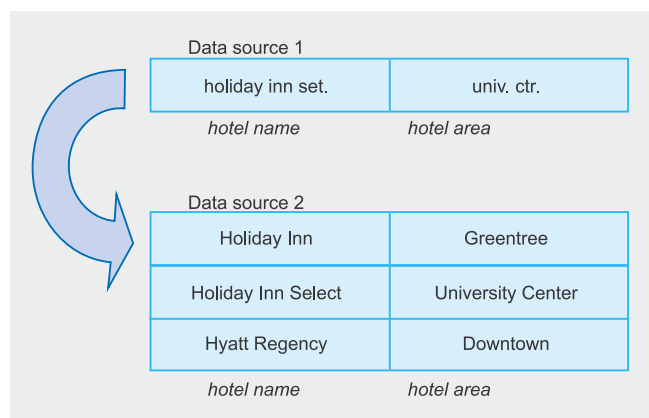 Data source 1
holiday inn set. univ. ctr.
hotel name hotel area
Data source 2
Holiday Inn Greentree
Holiday Inn Select University Center
Hyatt Regency Downtown
hotel name hotel area